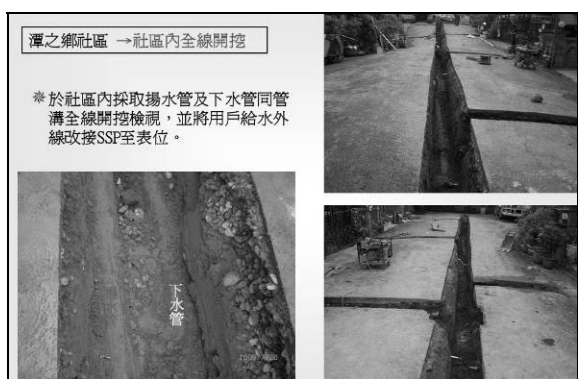 潭之鄉社區 →社區內全線開挖
※於社區內採取揚水管及下水管同管
溝全線開挖檢視，並將用戶給水外
線改接SSP至表位。
下水管